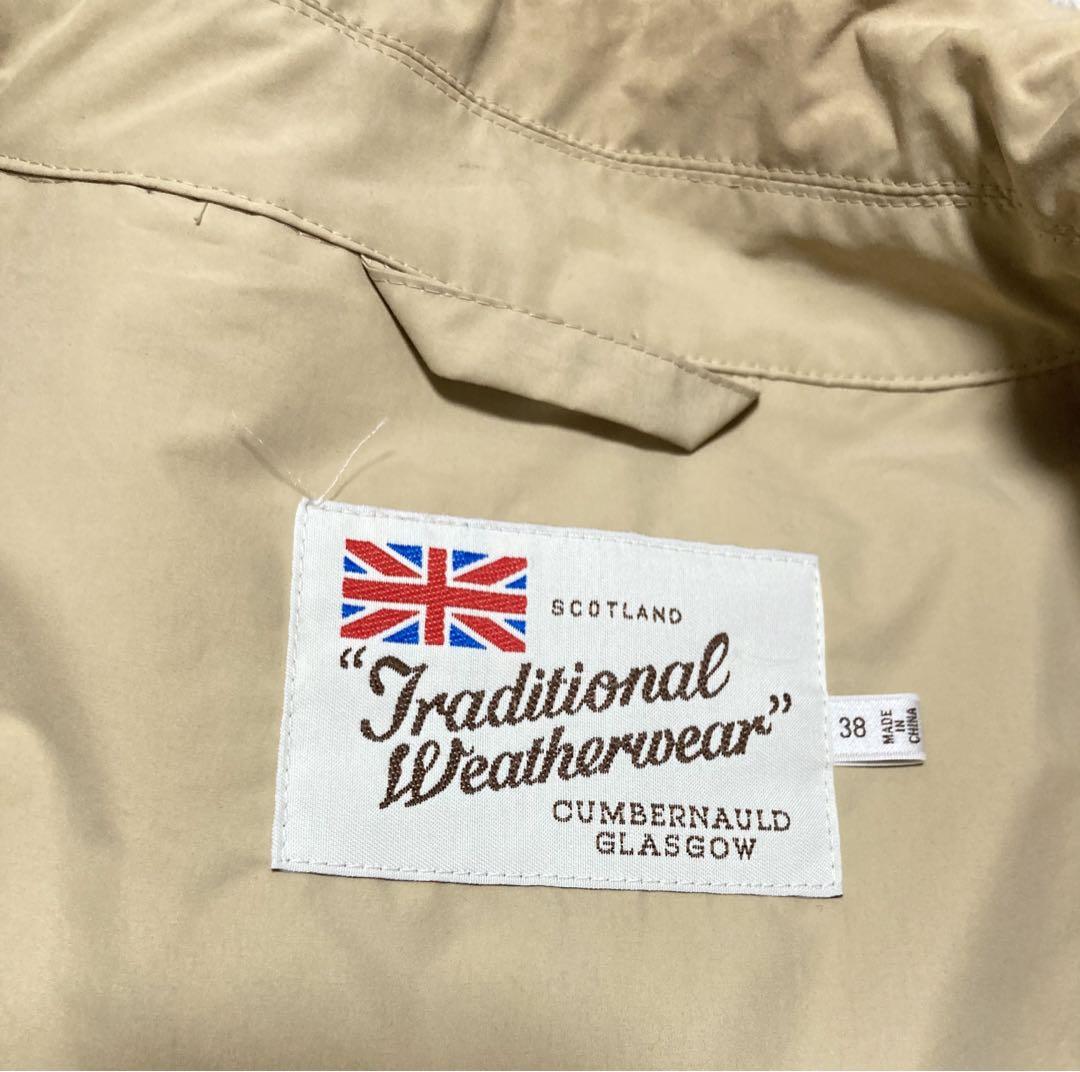 SCOTLAND
"Traditional
Weatherwear"
CUMBERNAULD
GLASGOW
38
MADE
IN
CHINA